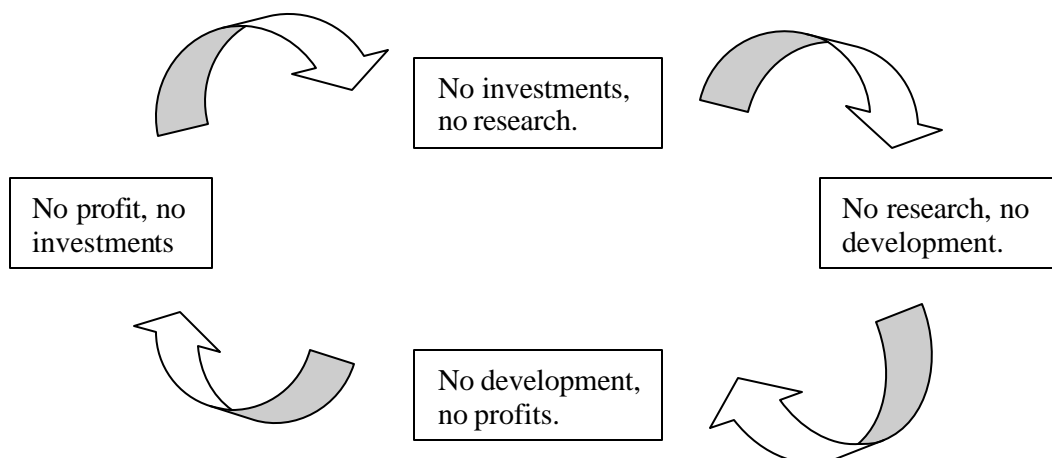 No investments,
no research.
No profit, no
investments
No research, no
development.
No development,
no profits.